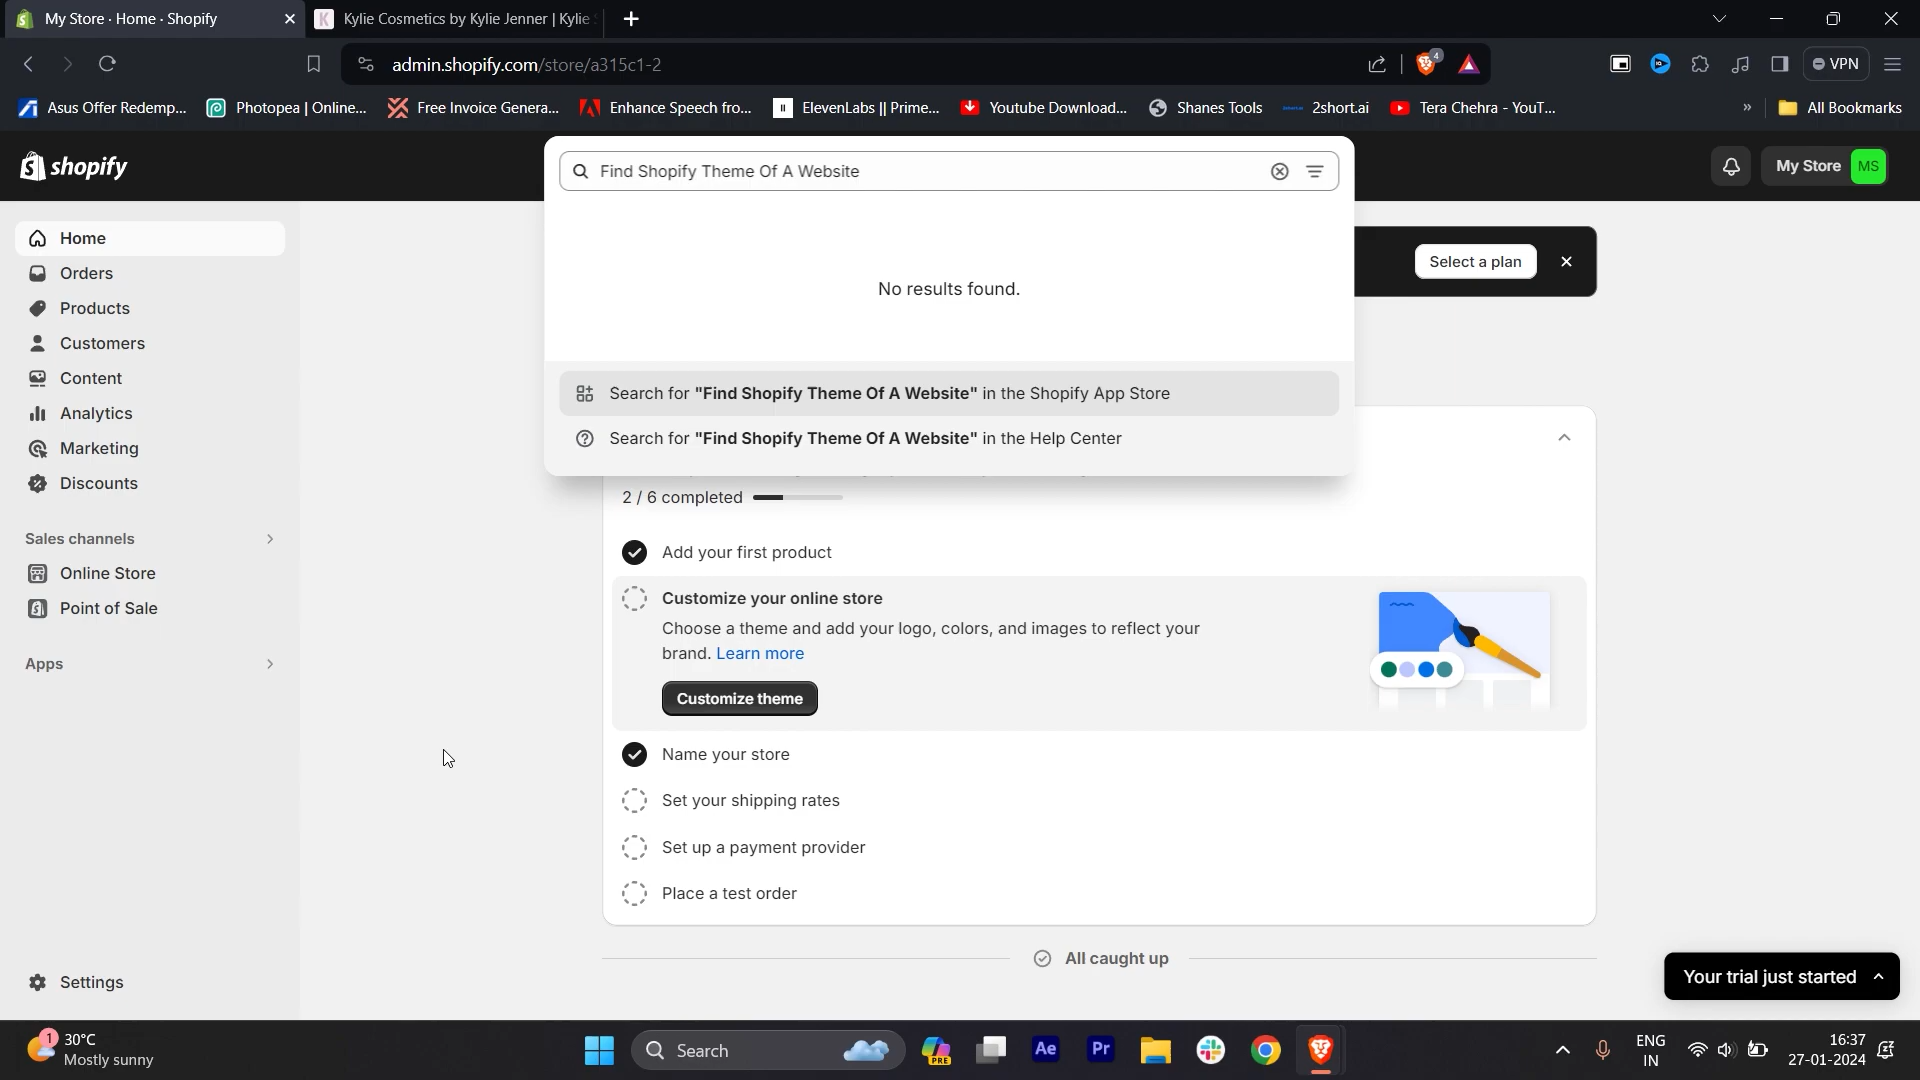 My Store · Home · Shopify
Kylie Cosmetics by Kylie Jenner | Kylie
admin.shopify.com/store/a315c1-2
4
VPN
Asus Offer Redemp...
Photopea | Online...
Free Invoice Genera...
Enhance Speech fro...
ElevenLabs || Prime...
Youtube Download...
Shanes Tools
2short.ai
Tera Chehra - YouT...
»
All Bookmarks
shopify
Find Shopify Theme Of A Website
My Store
MS
Home
Orders
Products
Customers
Content
Analytics
Marketing
Discounts
Sales channels
Online Store
Point of Sale
Apps
Settings
No results found.
Search for "Find Shopify Theme Of A Website" in the Shopify App Store
Search for "Find Shopify Theme Of A Website" in the Help Center
Select a plan
2 / 6 completed
Add your first product
Customize your online store
Choose a theme and add your logo, colors, and images to reflect your
brand. Learn more
Customize theme
Name your store
Set your shipping rates
Set up a payment provider
Place a test order
All caught up
Your trial just started
1
30°C
Mostly sunny
Search
PRE
Ae
Pr
ENG
IN
16:37
27-01-2024